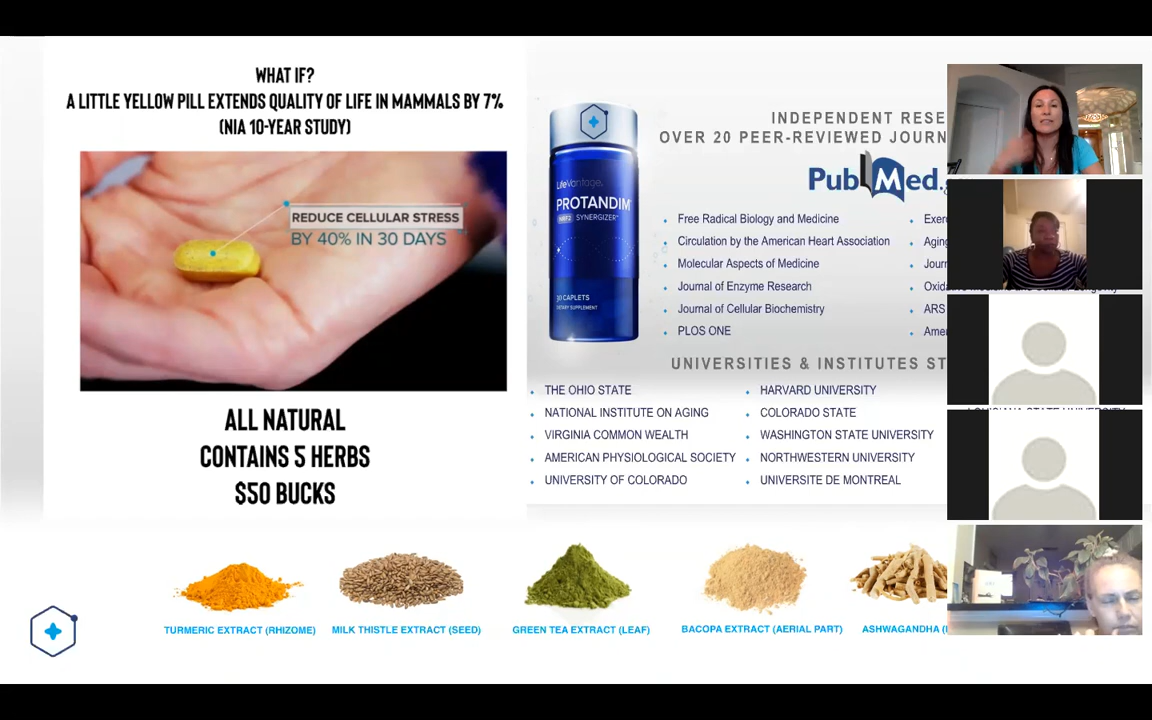 WHAT IF?
A LITTLE YELLOW PILL EXTENDS QUALITY OF LIFE IN MAMMALS BY 7%
(NIA 10-YEAR STUDY)
REDUCE CELLULAR STRESS
BY 40% IN 30 DAYS
ALL NATURAL
CONTAINS 5 HERBS
$50 BUCKS
LifeVantage
PROTANDIM
NRF2 SYNERGIZER
30 CAPLETS
DIETARY SUPPLEMENT
INDEPENDENT RESE
OVER 20 PEER-REVIEWED JOURN
PubMed.g
Free Radical Biology and Medicine
Circulation by the American Heart Association
Molecular Aspects of Medicine
Journal of Enzyme Research
Journal of Cellular Biochemistry
PLOS ONE
Exerc
Aging
Journ
Oxid
ARS
Amer
UNIVERSITIES & INSTITUTES ST
THE OHIO STATE
NATIONAL INSTITUTE ON AGING
VIRGINIA COMMON WEALTH
AMERICAN PHYSIOLOGICAL SOCIETY
UNIVERSITY OF COLORADO
HARVARD UNIVERSITY
COLORADO STATE
WASHINGTON STATE UNIVERSITY
NORTHWESTERN UNIVERSITY
UNIVERSITE DE MONTREAL
TURMERIC EXTRACT (RHIZOME)
MILK THISTLE EXTRACT (SEED)
GREEN TEA EXTRACT (LEAF)
BACOPA EXTRACT (AERIAL PART)
ASHWAGANDHA (